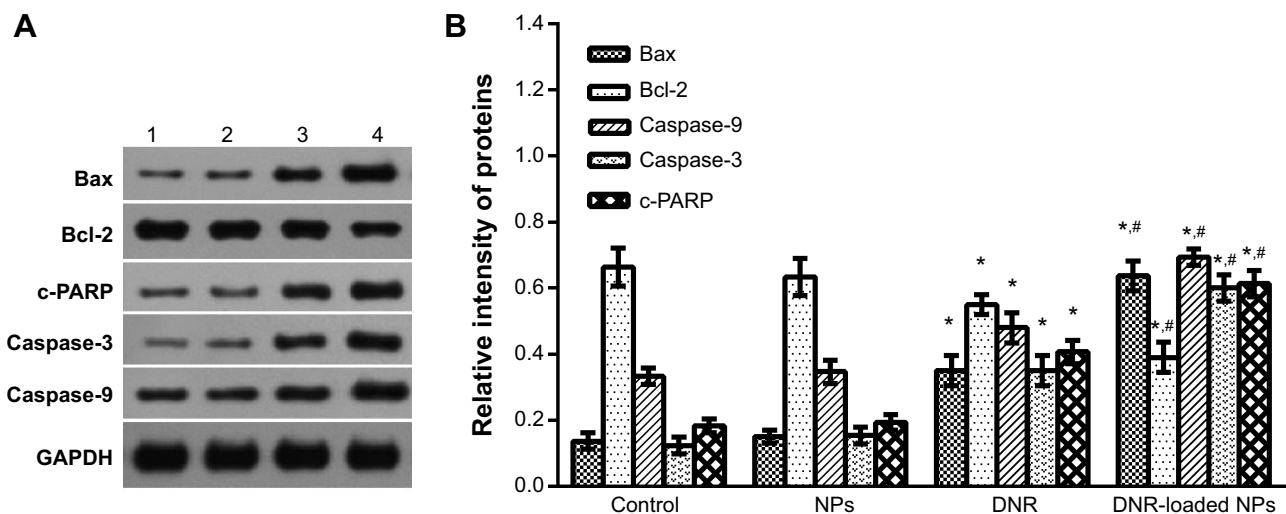 A
1 2 3 4
Bax
Bcl-2
c-PARP
Caspase-3
Caspase-9
GAPDH
B
Relative intensity of proteins
1.4
1.2
1.0
0.8
0.6
0.4
0.2
0.0
Bax
Bcl-2
Caspase-9
Caspase-3
c-PARP
* * * * *
*,# *,# *,# *,# *,#
Control NPs DNR DNR-loaded NPs